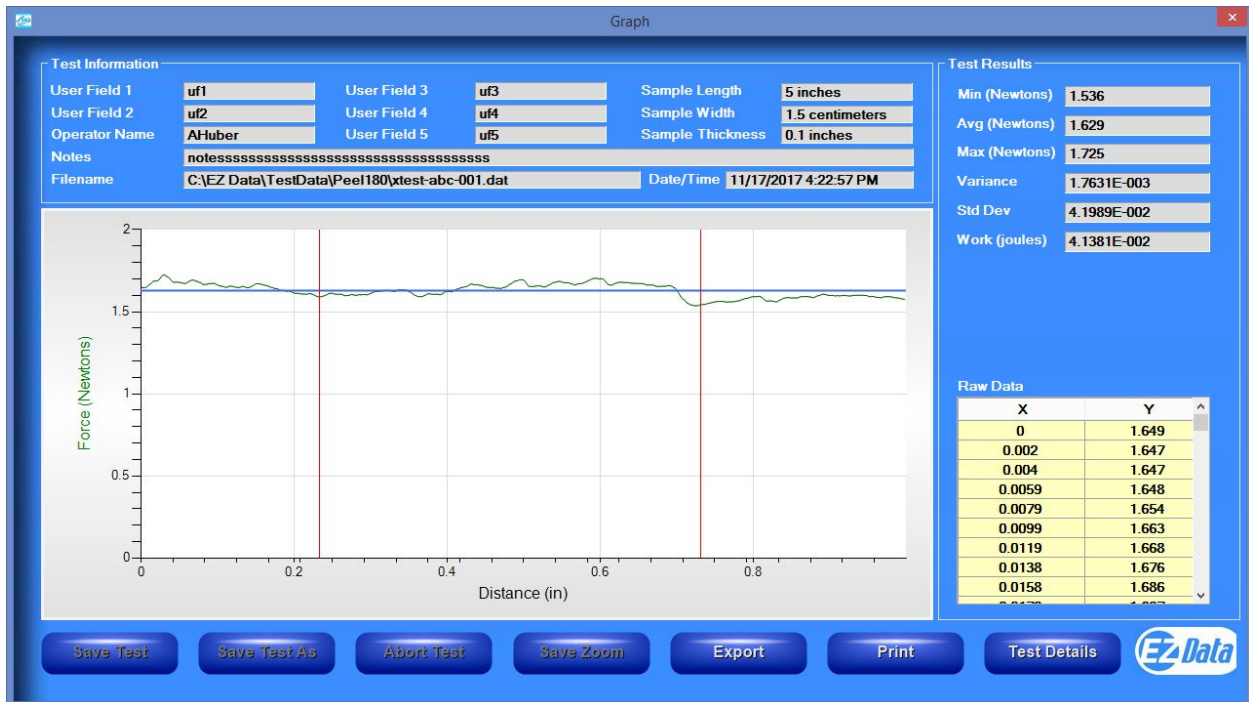 Graph
Test Information
User Field 1 uf1 User Field 3 uf3 Sample Length 5 inches
User Field 2 uf2 User Field 4 uf4 Sample Width 1.5 centimeters
Operator Name AHuber User Field 5 uf5 Sample Thickness 0.1 inches
Notes notesssssssssssssssssssssssssssssssssssss
Filename C:\EZ Data\TestData\Peel180\xtest-abc-001.dat Date/Time 11/17/2017 4:22:57 PM
2
1.5
1
0.5
0
Force (Newtons)
0 0.2 0.4 0.6 0.8
Distance (in)
Test Results
Min (Newtons) 1.536
Avg (Newtons) 1.629
Max (Newtons) 1.725
Variance 1.7631E-003
Std Dev 4.1989E-002
Work (joules) 4.1381E-002
Raw Data
X Y
0 1.649
0.002 1.647
0.004 1.647
0.0059 1.648
0.0079 1.654
0.0099 1.663
0.0119 1.668
0.0138 1.676
0.0158 1.686
Save Test Save Test As Abort Test Save Zoom Export Print Test Details EZ Data